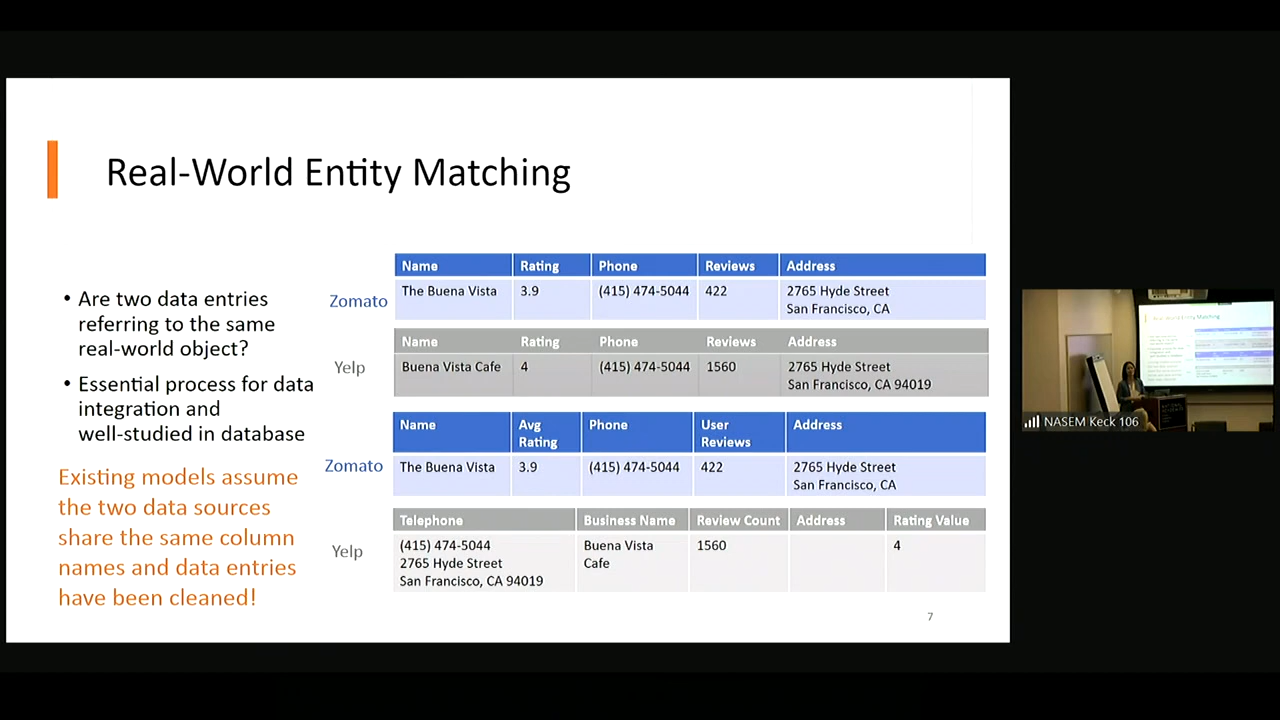 Real-World Entity Matching
• Are two data entries
referring to the same
real-world object?
• Essential process for data
integration and
well-studied in database
Existing models assume
the two data sources
share the same column
names and data entries
have been cleaned!
Zomato
Name Rating Phone Reviews Address
The Buena Vista 3.9 (415) 474-5044 422 2765 Hyde Street
San Francisco, CA
Yelp
Name Rating Phone Reviews Address
Buena Vista Cafe 4 (415) 474-5044 1560 2765 Hyde Street
San Francisco, CA 94019
Zomato
Name Avg Rating Phone User Reviews Address
The Buena Vista 3.9 (415) 474-5044 422 2765 Hyde Street
San Francisco, CA
Yelp
Telephone Business Name Review Count Address Rating Value
(415) 474-5044 Buena Vista 1560 4
2765 Hyde Street Cafe
San Francisco, CA 94019
7
Real-World Entity Matching
NASEM Keck 106